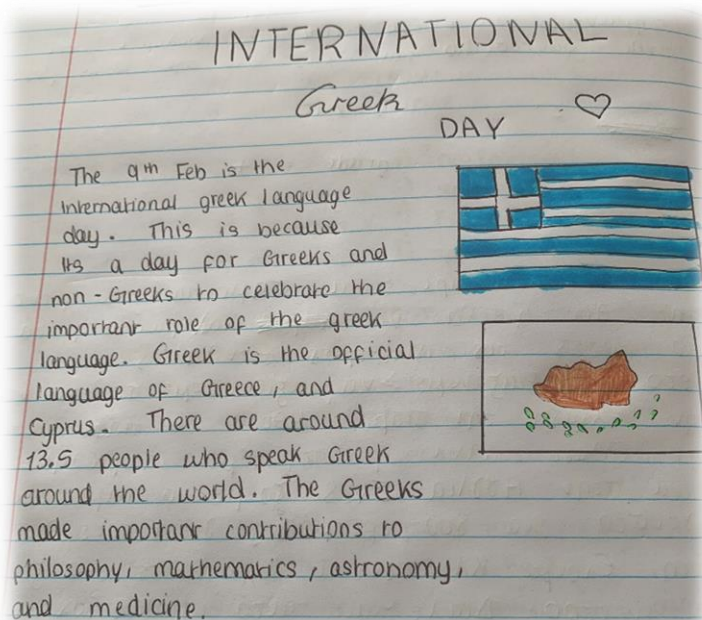 INTERNATIONAL
Greek
DAY
The 9th Feb is the
international greek language
day. This is because
its a day for Greeks and
non-Greeks to celebrate the
important role of the greek
language. Greek is the official
language of Greece, and
Cyprus. There are around
13.5 people who speak Greek
around the world. The Greeks
made important contributions to
philosophy, mathematics, astronomy,
and medicine.